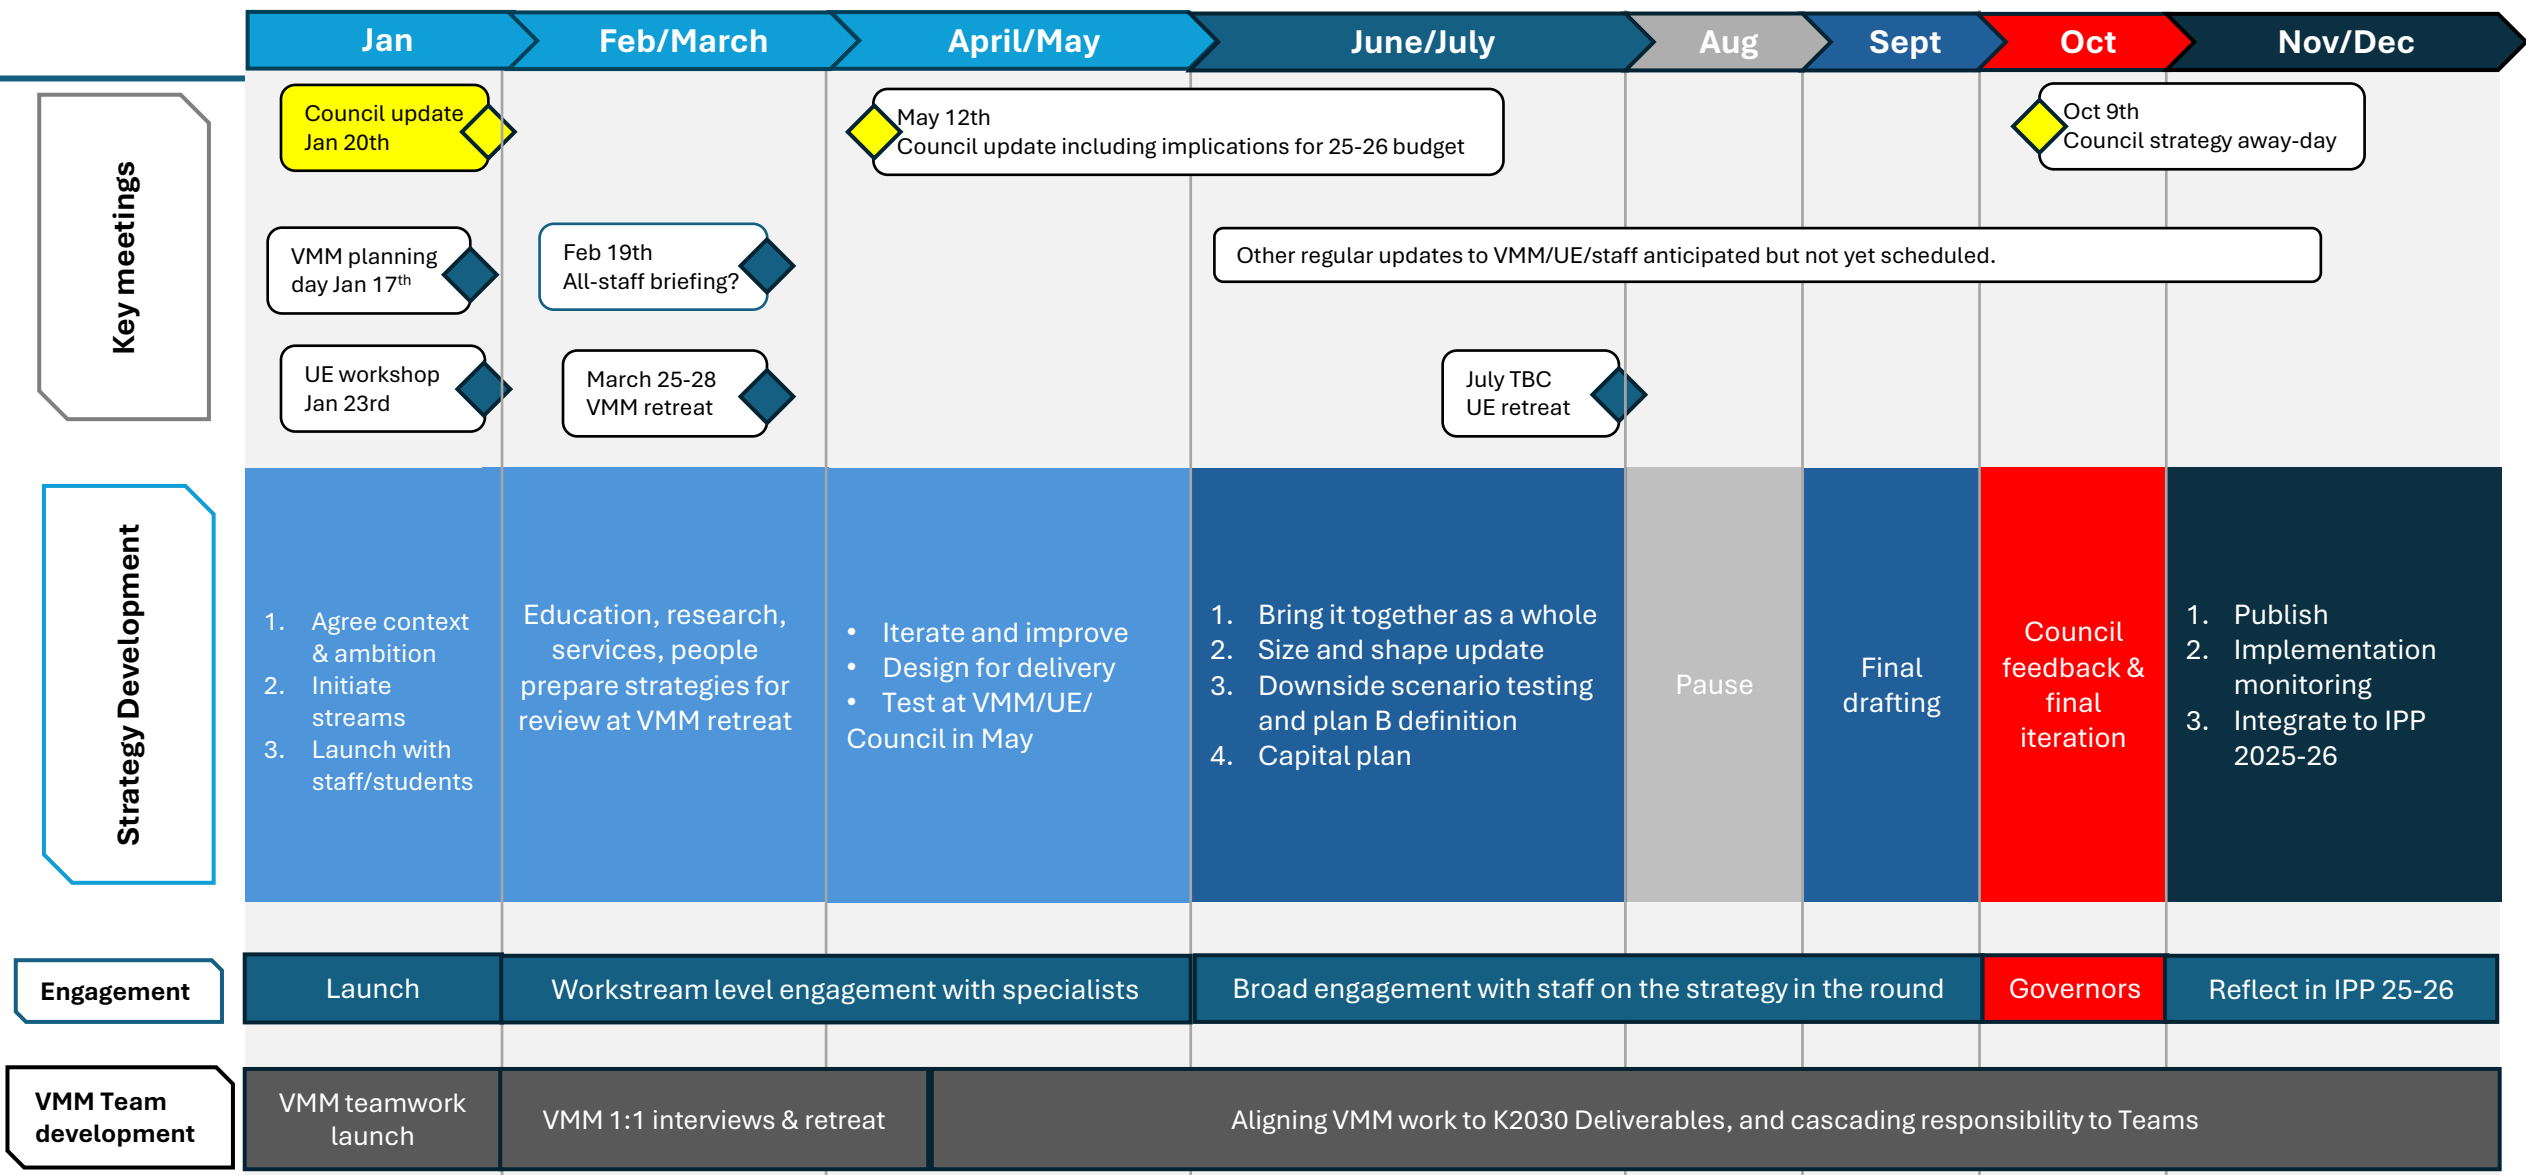 Jan
Feb/March
April/May
June/July
Aug
Sept
Oct
Nov/Dec
Key meetings
Council update
Jan 20th
May 12th
Council update including implications for 25-26 budget
Oct 9th
Council strategy away-day
VMM planning
day Jan 17th
Feb 19th
All-staff briefing?
Other regular updates to VMM/UE/staff anticipated but not yet scheduled.
UE workshop
Jan 23rd
March 25-28
VMM retreat
July TBC
UE retreat
Strategy Development
1. Agree context
& ambition
2. Initiate
streams
3. Launch with
staff/students
Education, research,
services, people
prepare strategies for
review at VMM retreat
• Iterate and improve
• Design for delivery
• Test at VMM/UE/
Council in May
1. Bring it together as a whole
2. Size and shape update
3. Downside scenario testing
and plan B definition
4. Capital plan
Pause
Final
drafting
Council
feedback &
final
iteration
1. Publish
2. Implementation
monitoring
3. Integrate to IPP
2025-26
Engagement
Launch
Workstream level engagement with specialists
Broad engagement with staff on the strategy in the round
Governors
Reflect in IPP 25-26
VMM Team
development
VMM teamwork
launch
VMM 1:1 interviews & retreat
Aligning VMM work to K2030 Deliverables, and cascading responsibility to Teams